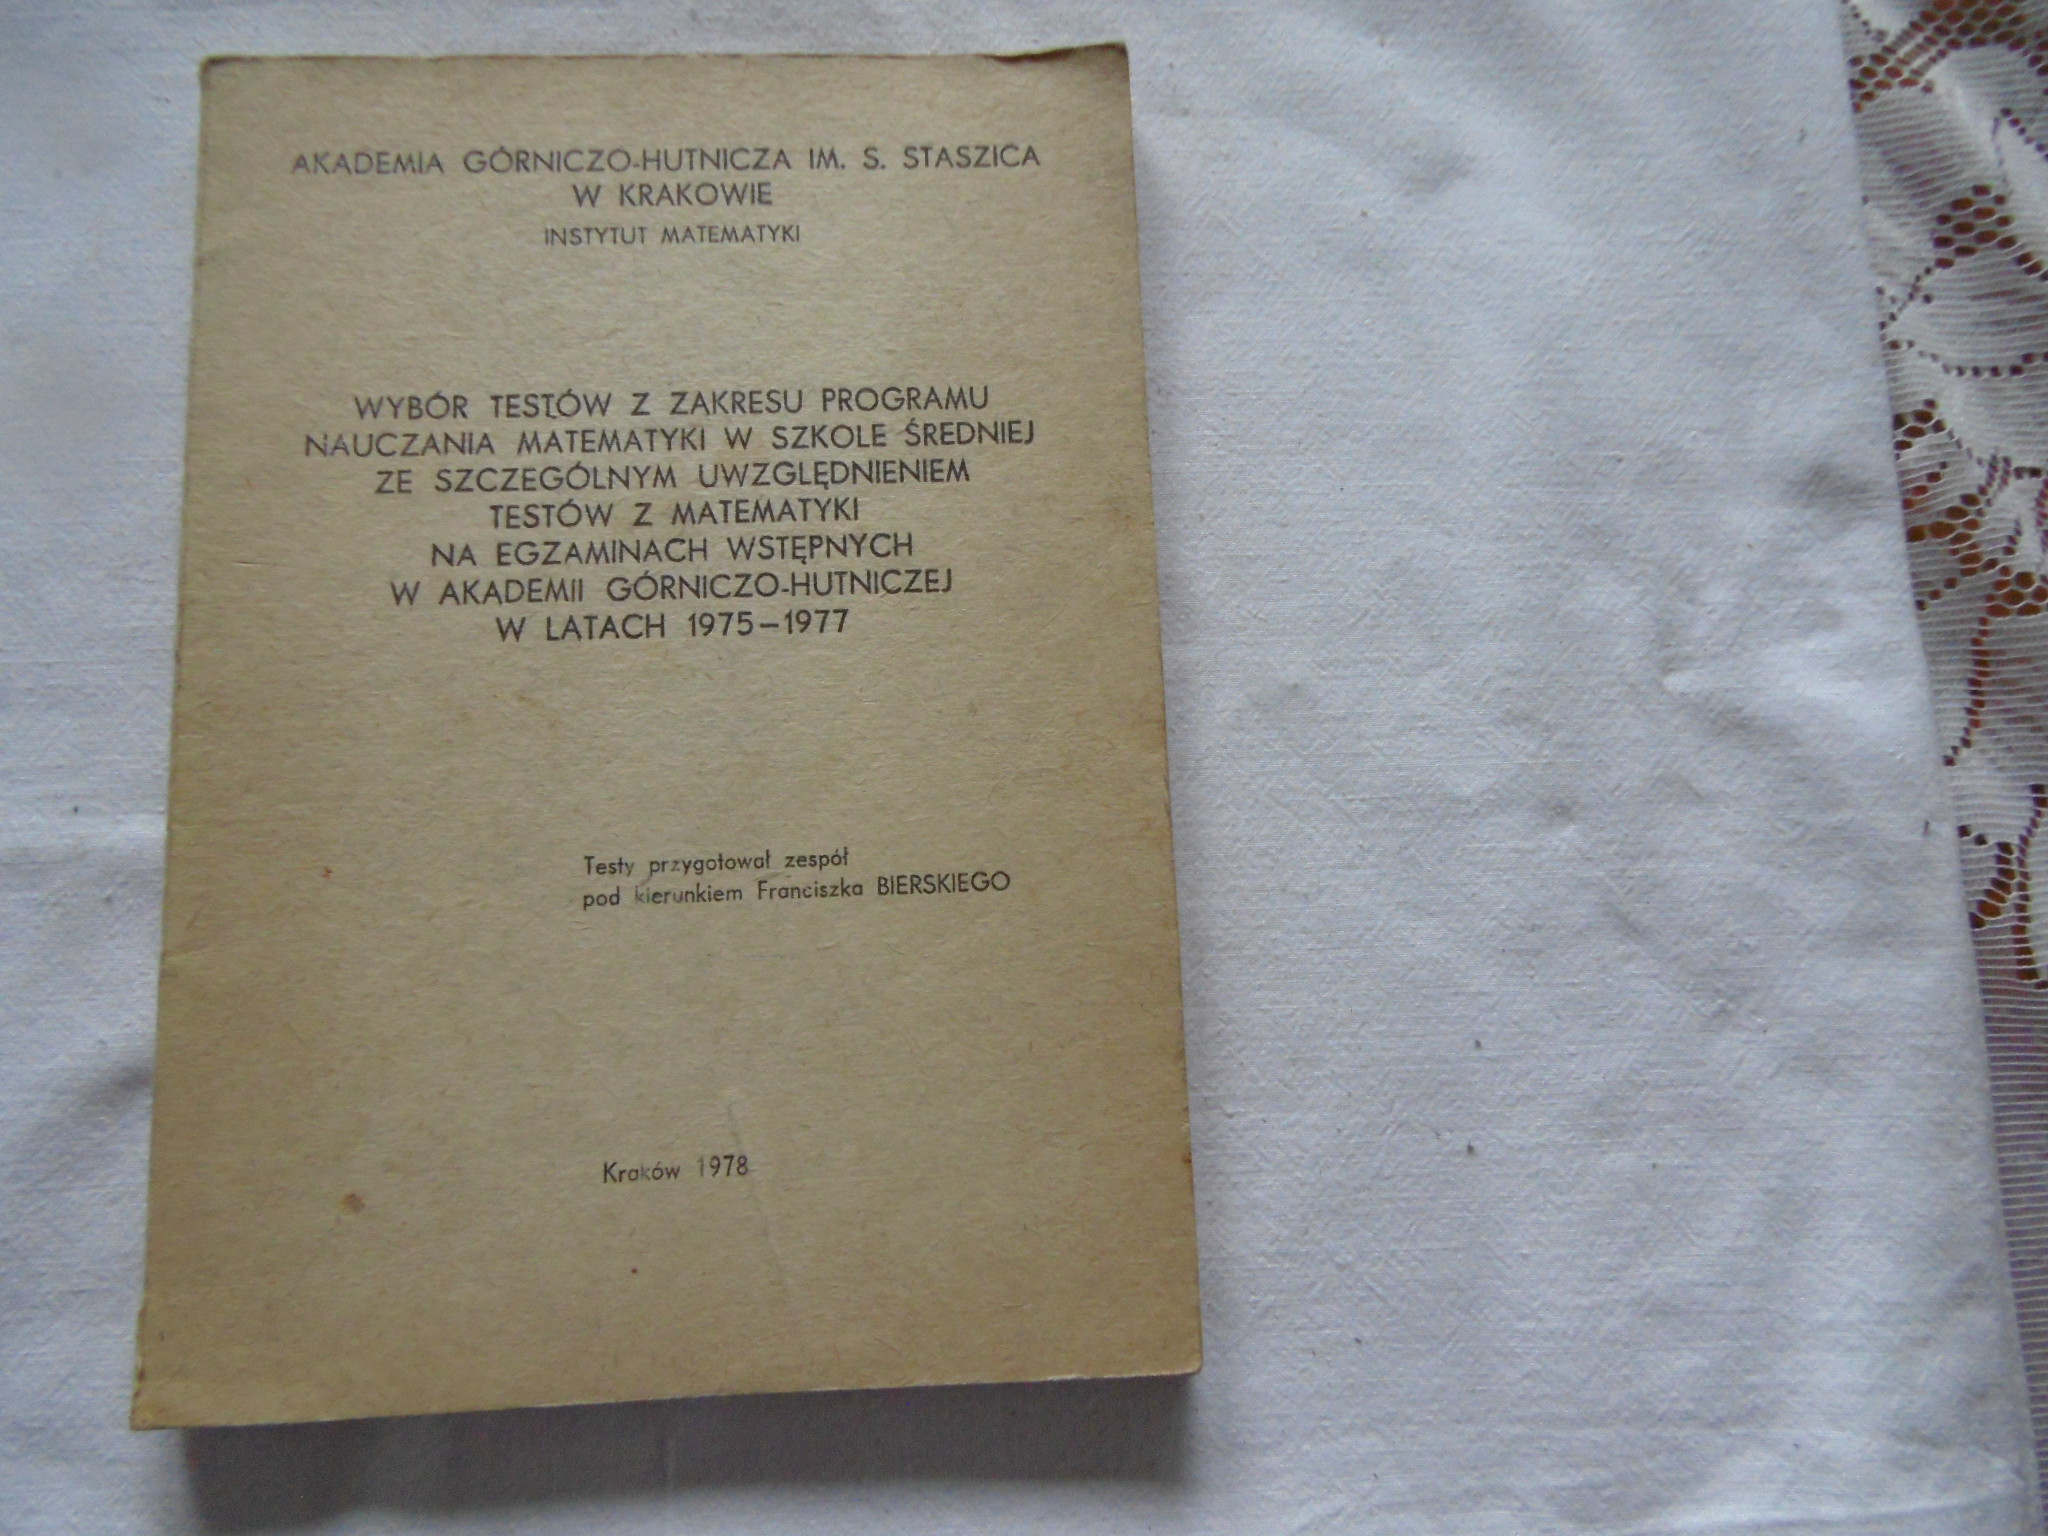 AKADEMIA GÓRNICZO-HUTNICZA IM. S. STASZICA
W KRAKOWIE
INSTYTUT MATEMATYKI
WYBÓR TESTÓW Z ZAKRESU PROGRAMU
NAUCZANIA MATEMATYKI W SZKOLE ŚREDNIEJ
ZE SZCZEGÓLNYM UWZGLĘDNIENIEM
TESTÓW Z MATEMATYKI
NA EGZAMINACH WSTĘPNYCH
W AKADEMII GÓRNICZO-HUTNICZEJ
W LATACH 1975–1977
Testy przygotował zespół
pod kierunkiem Franciszka BIERSKIEGO
Kraków 1978